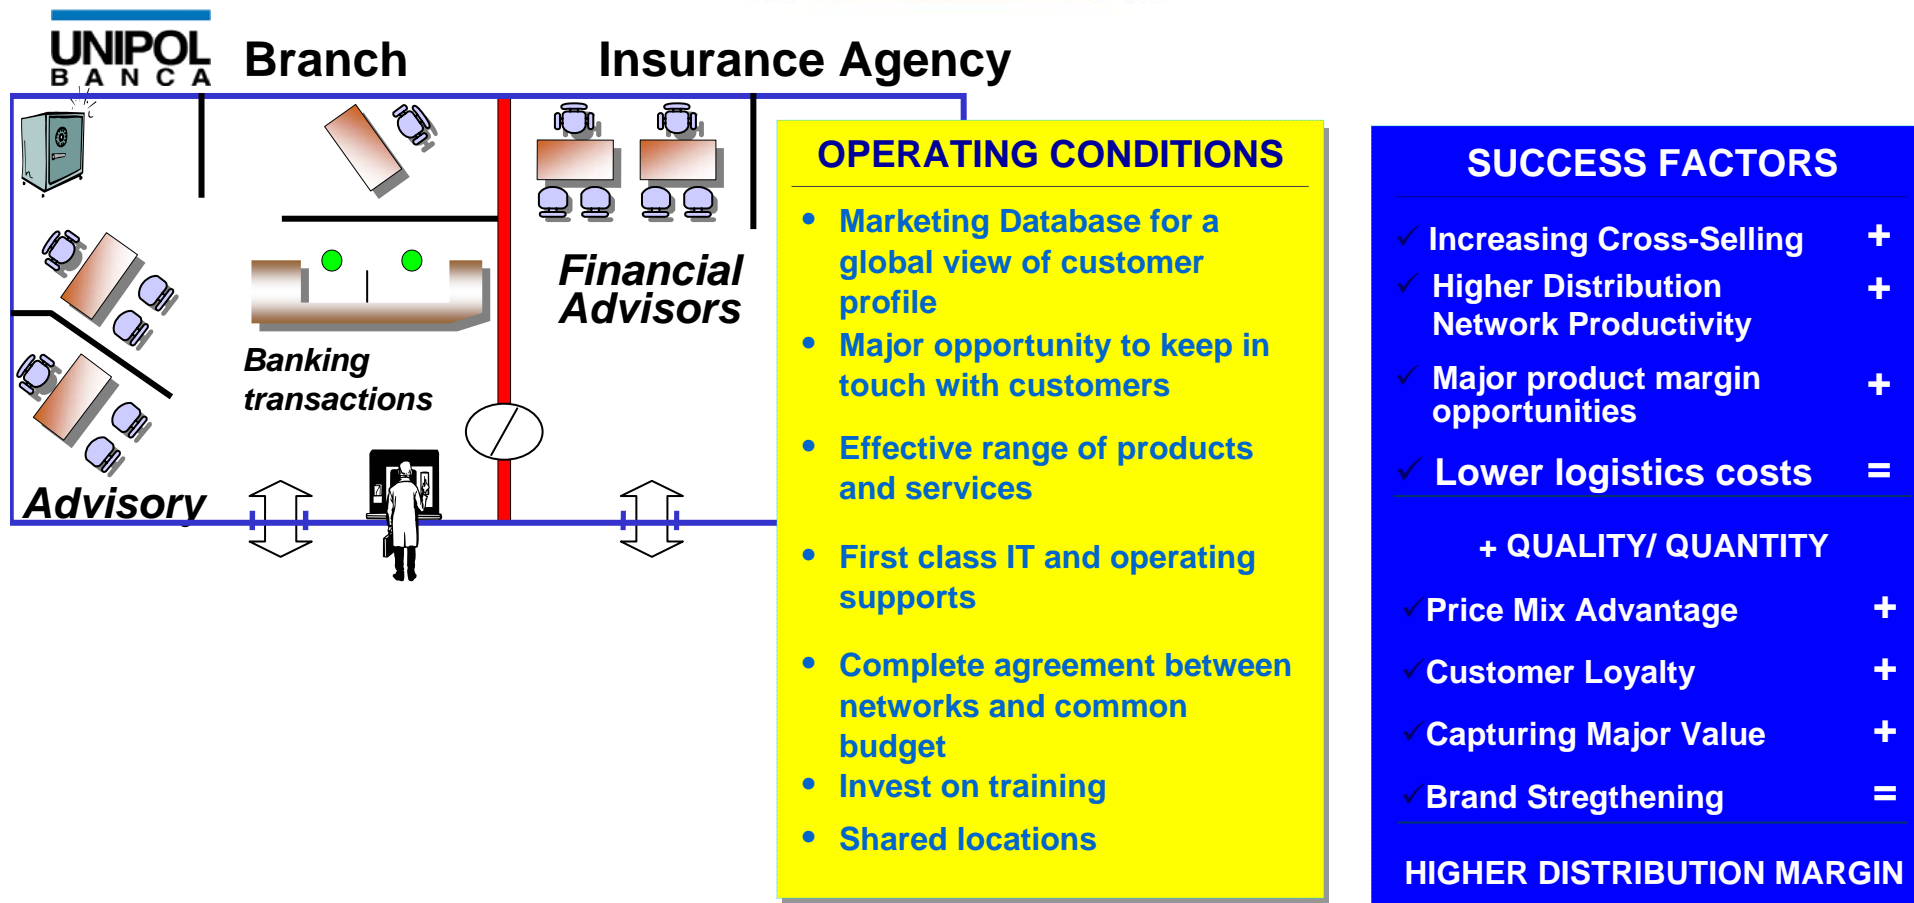 UNIPOL
BANCA
Branch
Insurance Agency
Financial
Advisors
Banking
transactions
Advisory
OPERATING CONDITIONS
• Marketing Database for a
global view of customer
profile
• Major opportunity to keep in
touch with customers
• Effective range of products
and services
• First class IT and operating
supports
• Complete agreement between
networks and common
budget
• Invest on training
• Shared locations
SUCCESS FACTORS
✓ Increasing Cross-Selling +
✓ Higher Distribution +
Network Productivity
✓ Major product margin +
opportunities
✓ Lower logistics costs =
+ QUALITY/ QUANTITY
✓ Price Mix Advantage +
✓ Customer Loyalty +
✓ Capturing Major Value +
✓ Brand Stregthening =
HIGHER DISTRIBUTION MARGIN